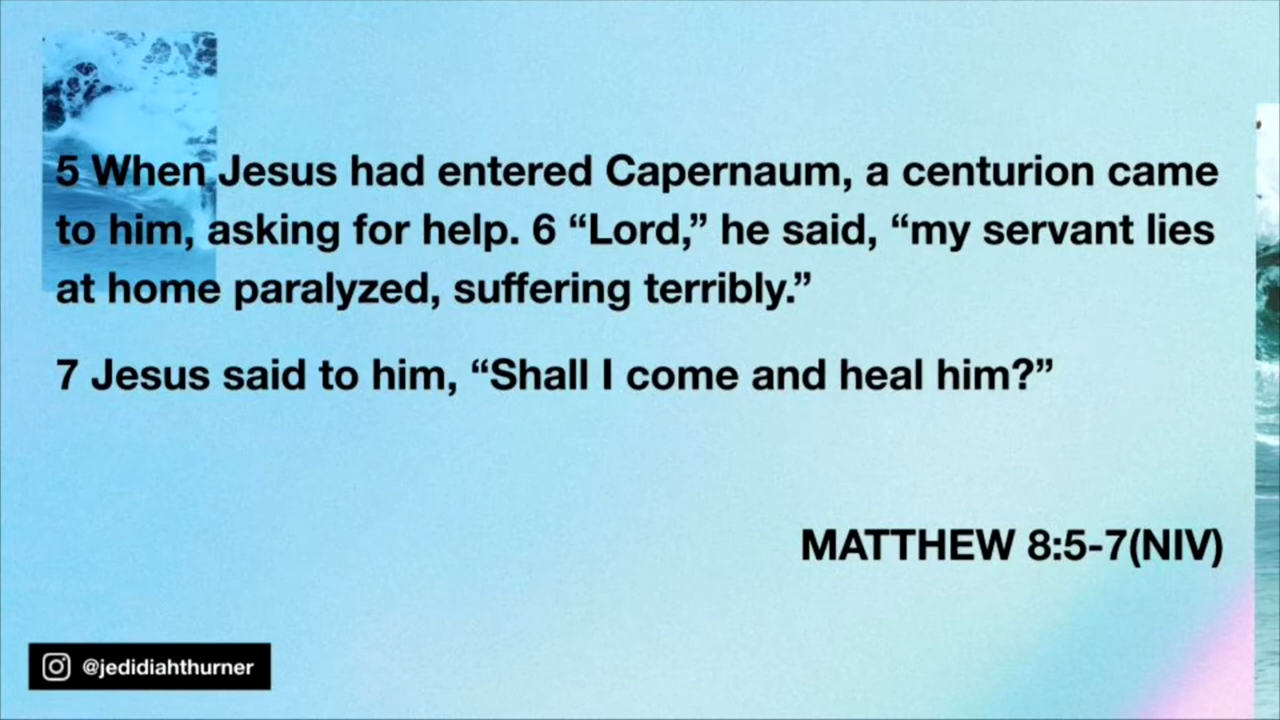 5 When Jesus had entered Capernaum, a centurion came
to him, asking for help. 6 “Lord,” he said, “my servant lies
at home paralyzed, suffering terribly.”
7 Jesus said to him, “Shall I come and heal him?”
MATTHEW 8:5-7(NIV)
@jedidiahthurner